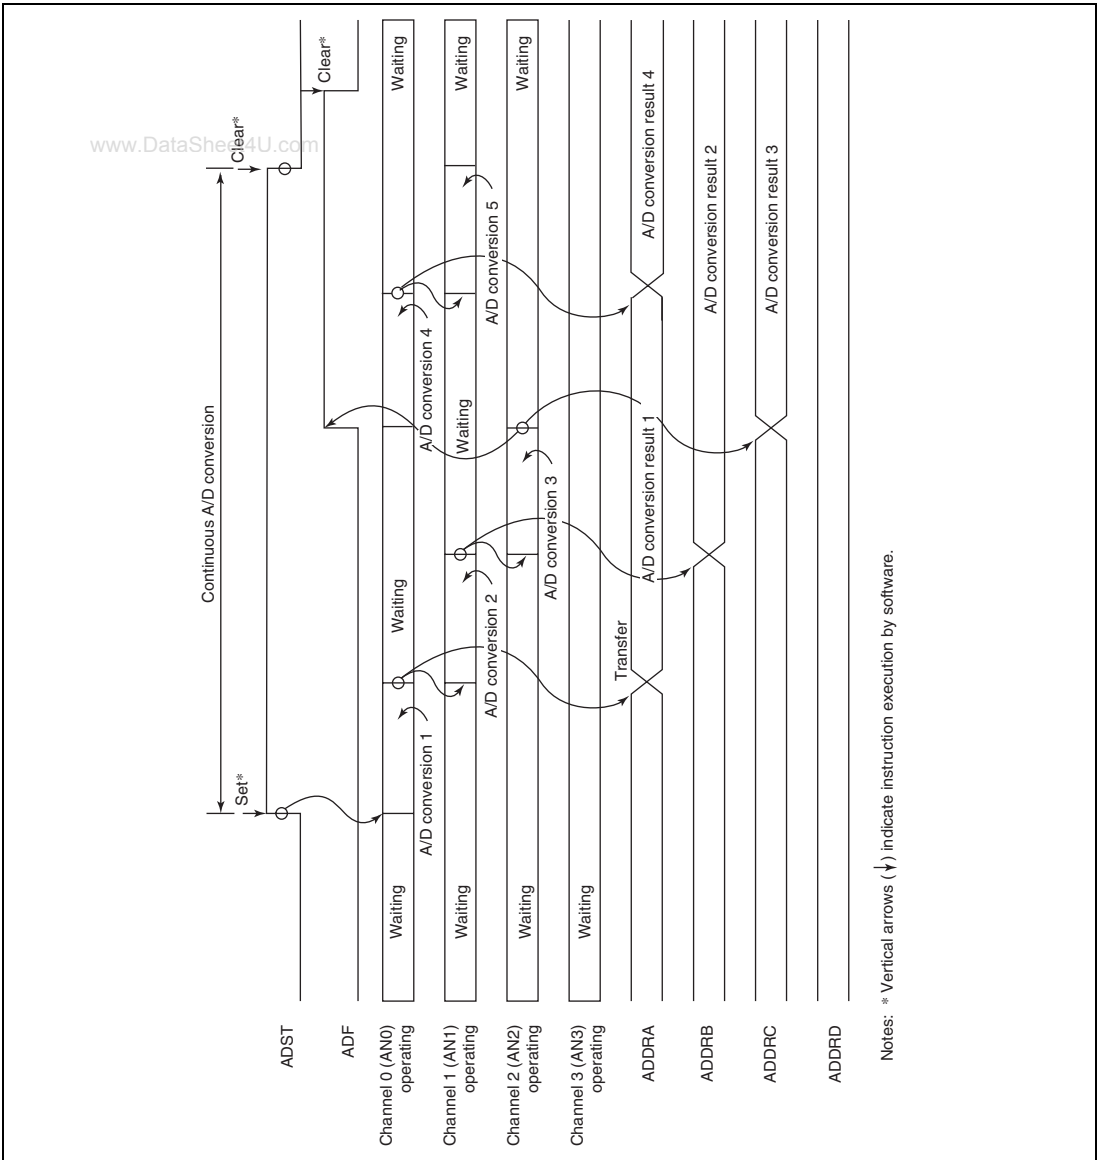 www.DataSheet4U.com
Continuous A/D conversion
Set*
Clear*
Clear*
ADST
ADF
Channel 0 (AN0)
operating
Waiting
A/D conversion 1
Waiting
A/D conversion 4
Waiting
Channel 1 (AN1)
operating
Waiting
A/D conversion 2
Waiting
A/D conversion 5
Waiting
Channel 2 (AN2)
operating
Waiting
A/D conversion 3
Waiting
Channel 3 (AN3)
operating
Waiting
Transfer
ADDRA
A/D conversion result 1
A/D conversion result 4
ADDRB
A/D conversion result 2
ADDRC
A/D conversion result 3
ADDRD
Notes: * Vertical arrows (↓) indicate instruction execution by software.